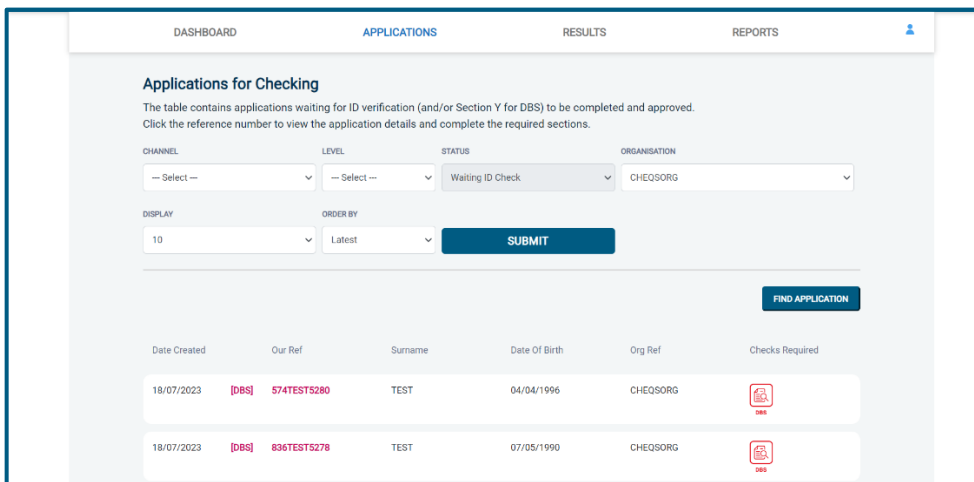 DASHBOARD APPLICATIONS RESULTS REPORTS
Applications for Checking
The table contains applications waiting for ID verification (and/or Section Y for DBS) to be completed and approved.
Click the reference number to view the application details and complete the required sections.
CHANNEL LEVEL STATUS ORGANISATION
--- Select --- --- Select --- Waiting ID Check CHEQSORG
DISPLAY ORDER BY
10 Latest SUBMIT
FIND APPLICATION
Date Created Our Ref Surname Date Of Birth Org Ref Checks Required
18/07/2023 [DBS] 574TEST5280 TEST 04/04/1996 CHEQSORG
DBS
18/07/2023 [DBS] 836TEST5278 TEST 07/05/1990 CHEQSORG
DBS